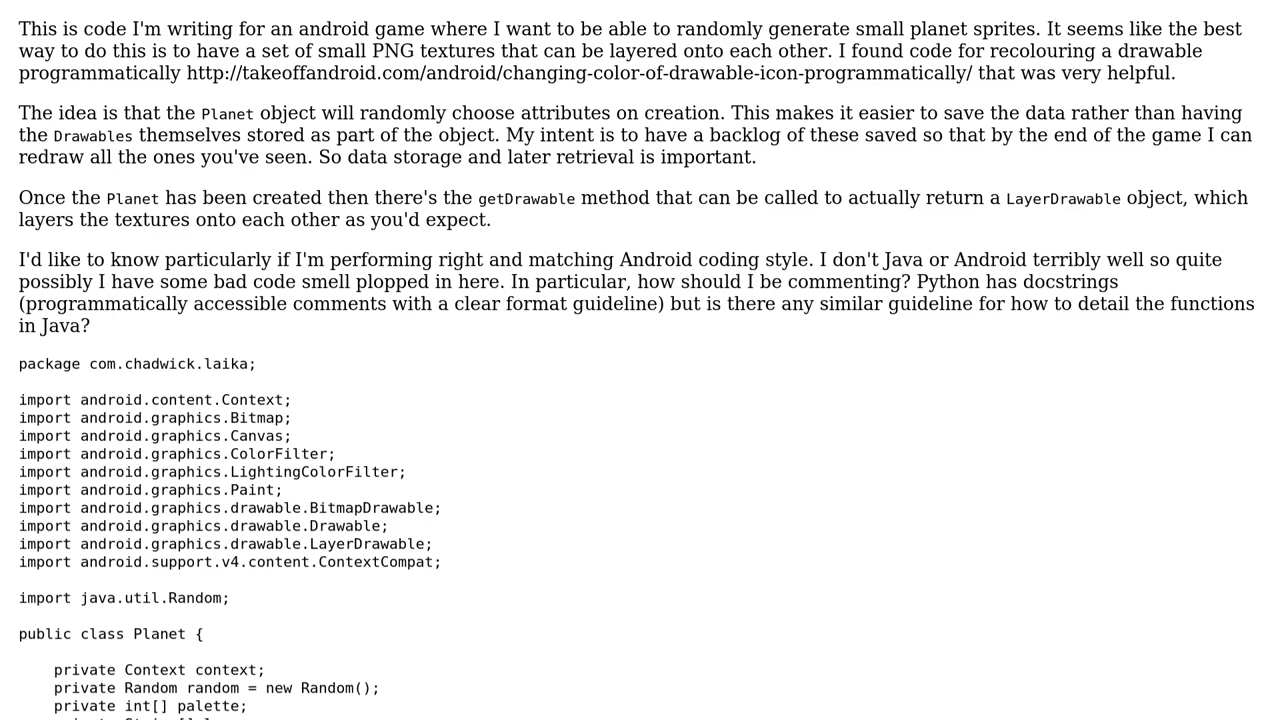 This is code I'm writing for an android game where I want to be able to randomly generate small planet sprites. It seems like the best
way to do this is to have a set of small PNG textures that can be layered onto each other. I found code for recolouring a drawable
programmatically http://takeoffandroid.com/android/changing-color-of-drawable-icon-programmatically/ that was very helpful.
The idea is that the Planet object will randomly choose attributes on creation. This makes it easier to save the data rather than having
the Drawables themselves stored as part of the object. My intent is to have a backlog of these saved so that by the end of the game I can
redraw all the ones you've seen. So data storage and later retrieval is important.
Once the Planet has been created then there's the getDrawable method that can be called to actually return a LayerDrawable object, which
layers the textures onto each other as you'd expect.
I'd like to know particularly if I'm performing right and matching Android coding style. I don't Java or Android terribly well so quite
possibly I have some bad code smell plopped in here. In particular, how should I be commenting? Python has docstrings
(programmatically accessible comments with a clear format guideline) but is there any similar guideline for how to detail the functions
in Java?
package com.chadwick.laika;
import android.content.Context;
import android.graphics.Bitmap;
import android.graphics.Canvas;
import android.graphics.ColorFilter;
import android.graphics.LightingColorFilter;
import android.graphics.Paint;
import android.graphics.drawable.BitmapDrawable;
import android.graphics.drawable.Drawable;
import android.graphics.drawable.LayerDrawable;
import android.support.v4.content.ContextCompat;
import java.util.Random;
public class Planet {
    private Context context;
    private Random random = new Random();
    private int[] palette;